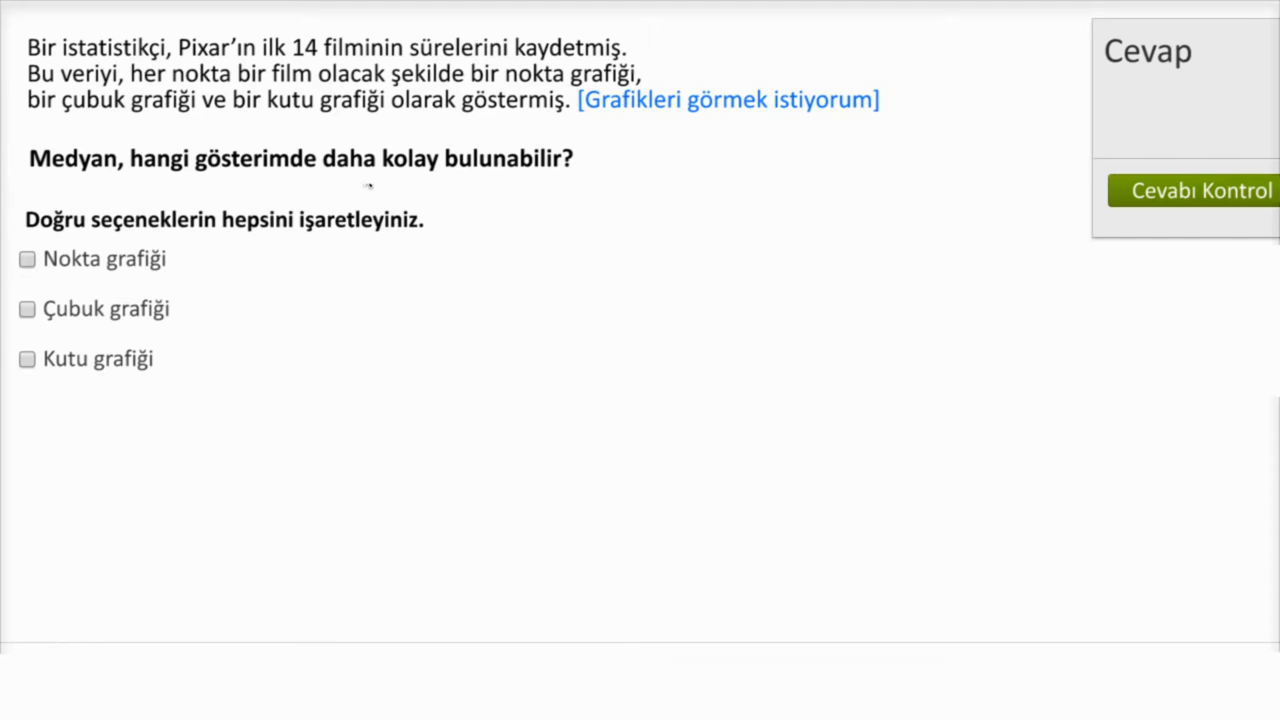 Bir istatistikçi, Pixar’ın ilk 14 filminin sürelerini kaydetmiş.
Bu veriyi, her nokta bir film olacak şekilde bir nokta grafiği,
bir çubuk grafiği ve bir kutu grafiği olarak göstermiş. [Grafikleri görmek istiyorum]
Medyan, hangi gösterimde daha kolay bulunabilir?
Doğru seçeneklerin hepsini işaretleyiniz.
Nokta grafiği
Çubuk grafiği
Kutu grafiği
Cevap
Cevabı Kontrol